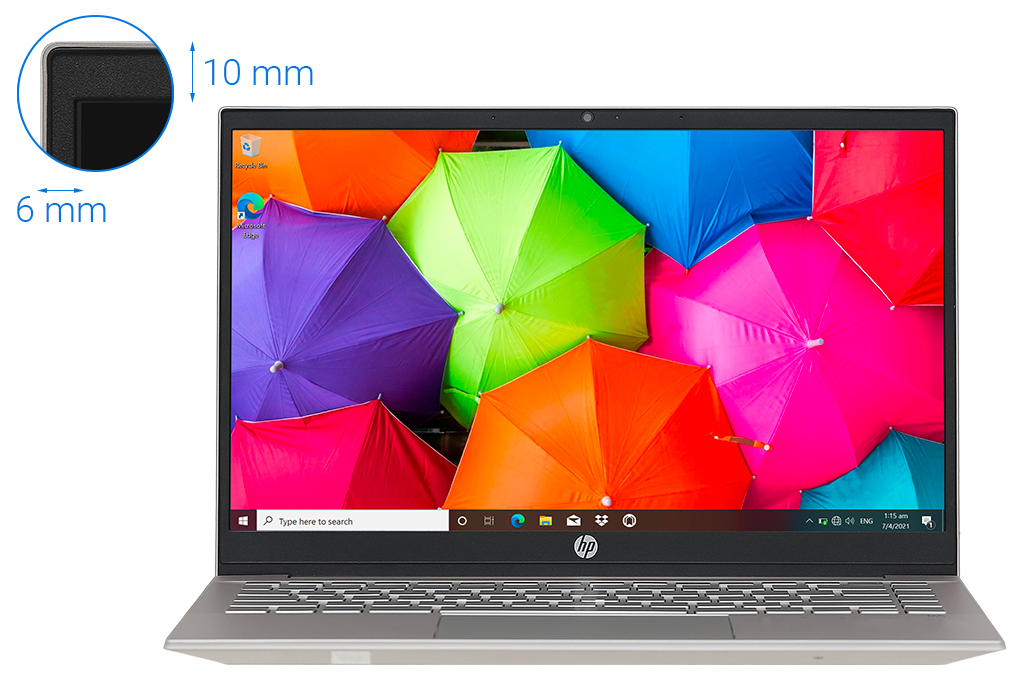 10 mm
6 mm
Recycle Bin
Microsoft
Edge
Type here to search
ENG
1:15 am
7/4/2021
1
hp